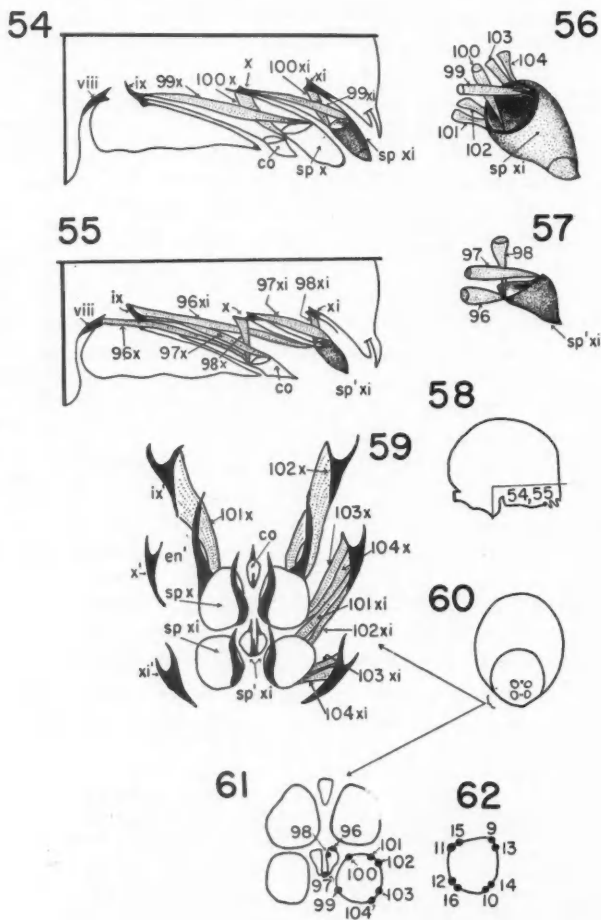 54
viii
ix
99x
100x
x
100xi
xi
99xi
co
sp x
sp xi
56
103
100
104
99
101
102
sp xi
55
viii
ix
96xi
x
97xi
98xi
xi
96x
97x
98x
co
sp' xi
57
97
98
96
sp' xi
58
54,55
59
ix'
101x
102x
103x
104x
x'
en'
co
sp x
sp xi
101xi
102xi
xi'
sp' xi
103 xi
104 xi
60
61
98
96
101
102
100
97
99
103
104
62
15
9
11
13
12
14
16
10